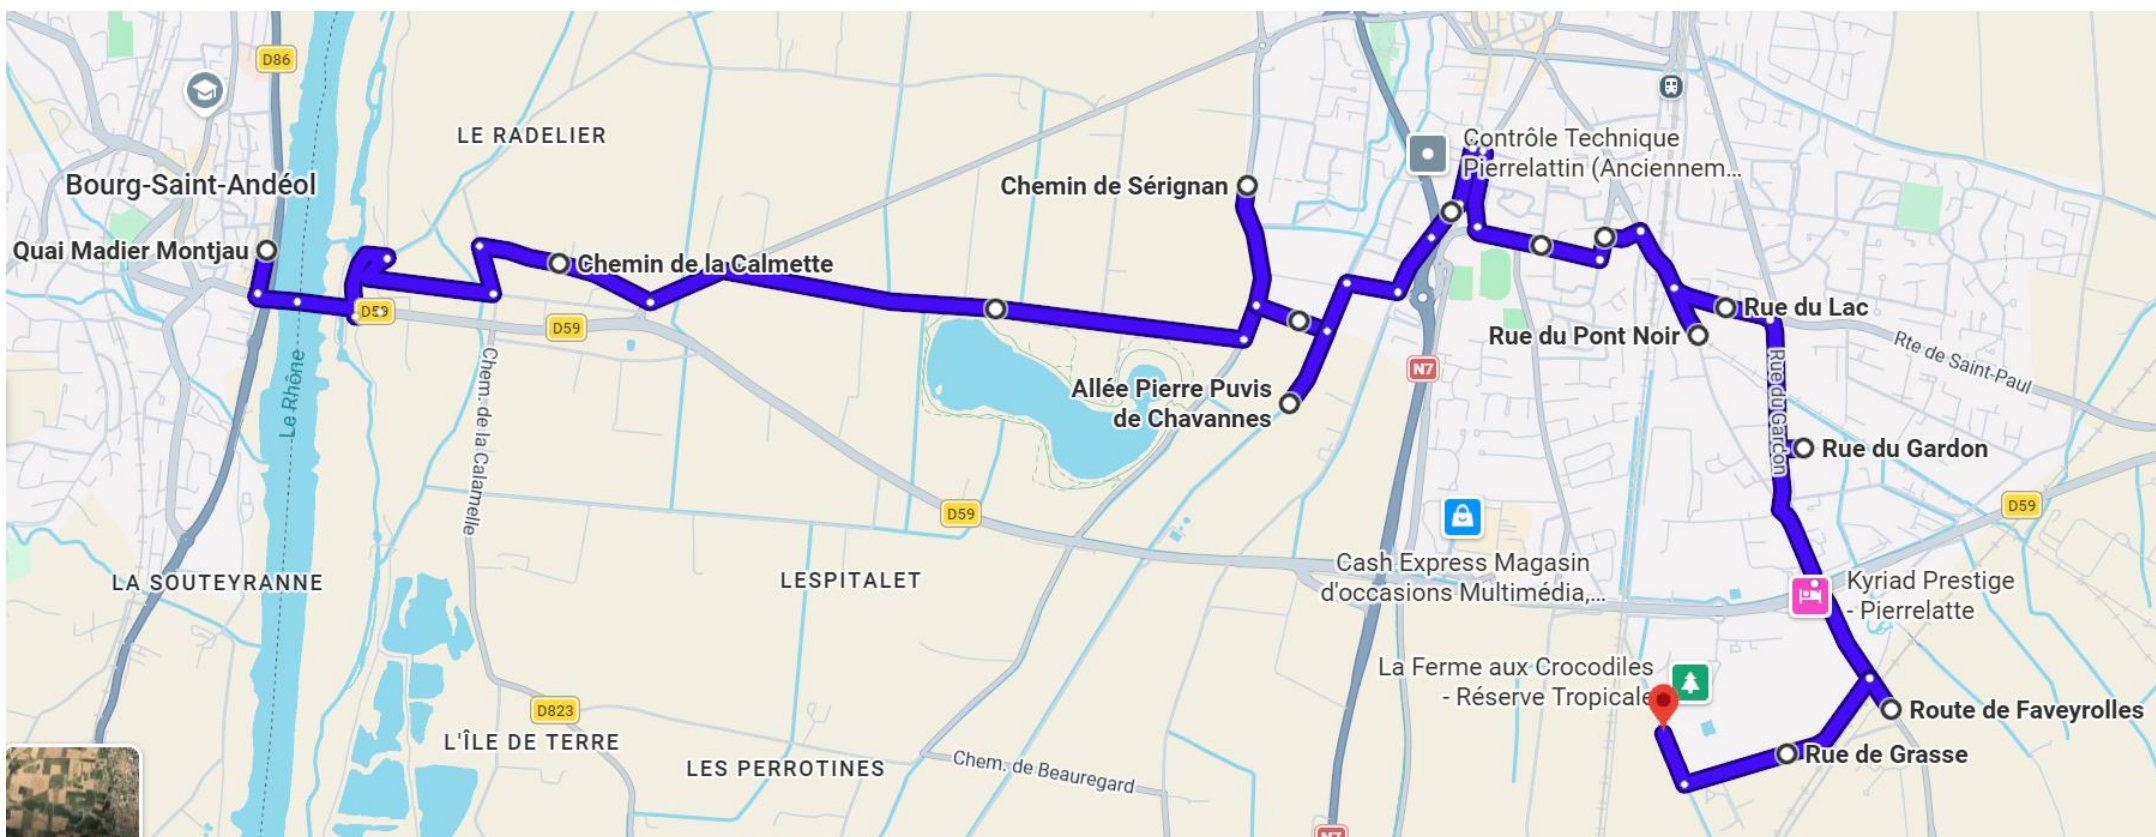 D86
LE RADELIER
Contrôle Technique
Pierrelattin (Anciennem...
Bourg-Saint-Andéol
Chemin de Sérignan
Quai Madier Montjau
Chemin de la Calmette
D59
D59
Rue du Lac
Rue du Pont Noir
Rte de Saint-Paul
Le Rhône
Chem. de la Calamelle
N7
Allée Pierre Puvis
de Chavannes
Rue du Gardon
Rue du Gardon
D59
D59
Cash Express Magasin
d'occasions Multimédia,...
LA SOUTEYRANNE
LESPITALET
Kyriad Prestige
- Pierrelatte
La Ferme aux Crocodiles
- Réserve Tropicale
D823
Route de Faveyrolles
L'ÎLE DE TERRE
LES PERROTINES
Chem. de Beauregard
Rue de Grasse
N7